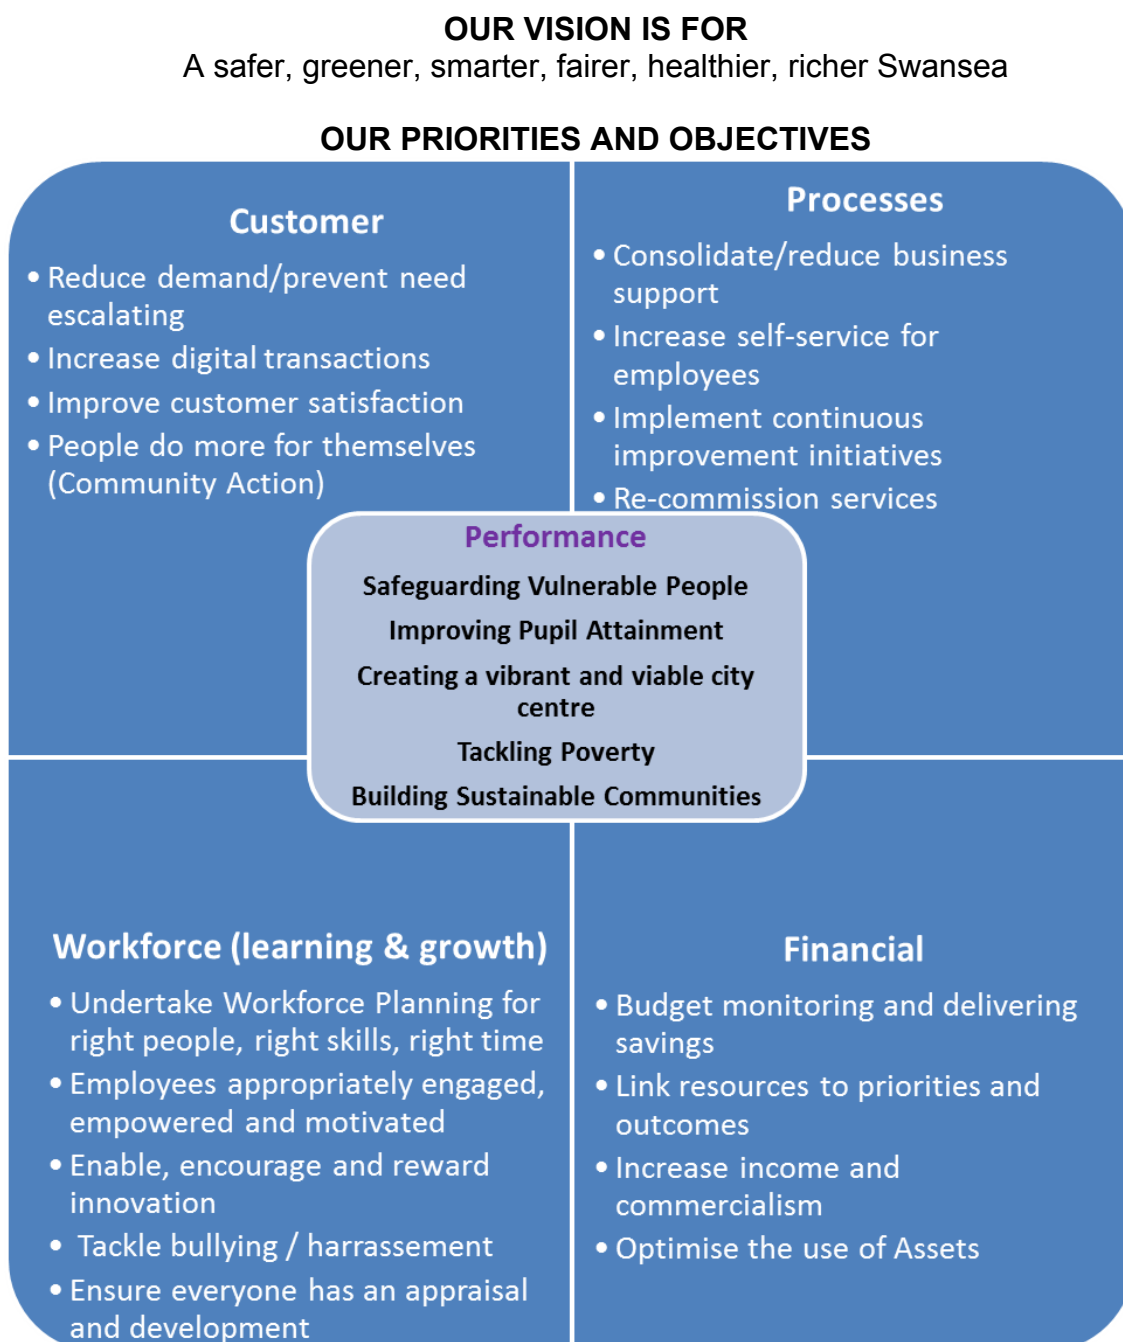 OUR VISION IS FOR
A safer, greener, smarter, fairer, healthier, richer Swansea
OUR PRIORITIES AND OBJECTIVES
Customer
• Reduce demand/prevent need
escalating
• Increase digital transactions
• Improve customer satisfaction
• People do more for themselves
(Community Action)
Processes
• Consolidate/reduce business
support
• Increase self-service for
employees
• Implement continuous
improvement initiatives
• Re-commission services
Performance
Safeguarding Vulnerable People
Improving Pupil Attainment
Creating a vibrant and viable city
centre
Tackling Poverty
Building Sustainable Communities
Workforce (learning & growth)
• Undertake Workforce Planning for
right people, right skills, right time
• Employees appropriately engaged,
empowered and motivated
• Enable, encourage and reward
innovation
• Tackle bullying / harrassement
• Ensure everyone has an appraisal
and development
Financial
• Budget monitoring and delivering
savings
• Link resources to priorities and
outcomes
• Increase income and
commercialism
• Optimise the use of Assets